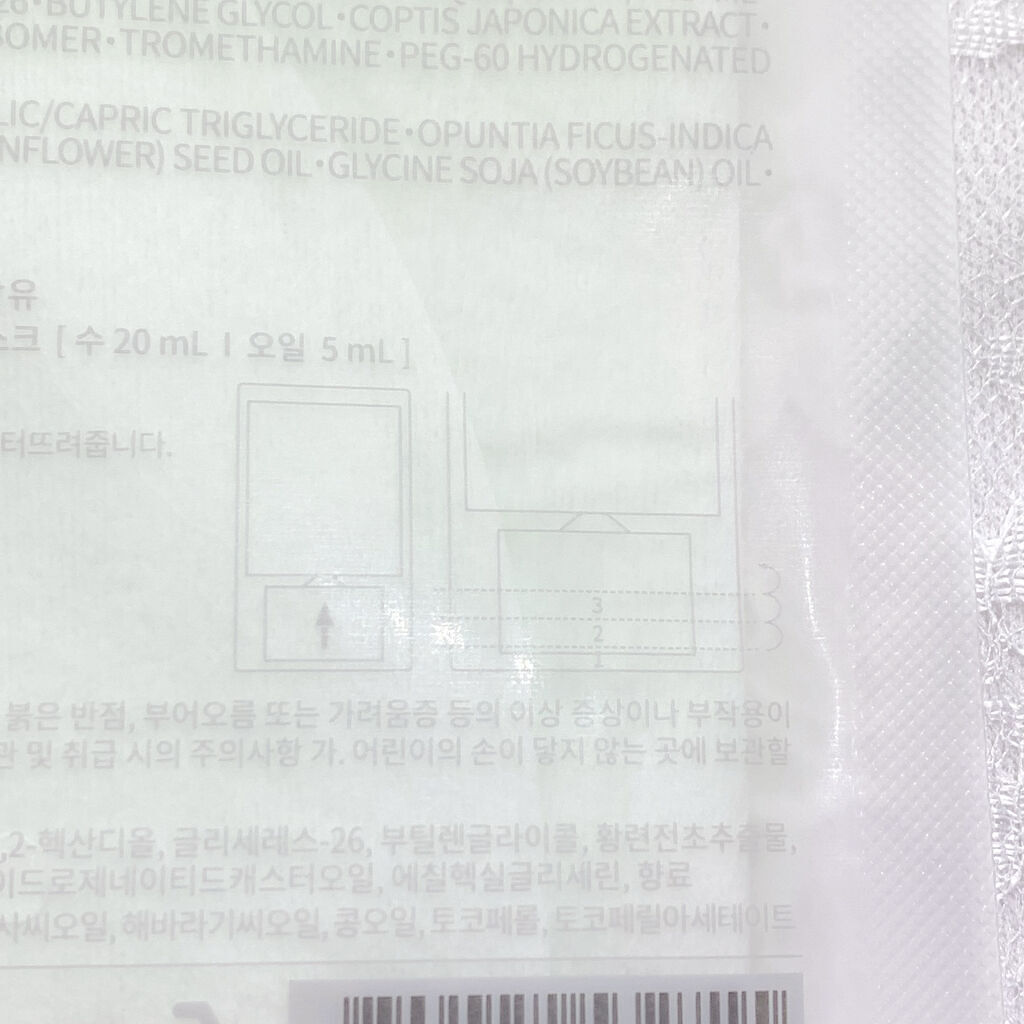 26•BUTYLENE GLYCOL•COPTIS JAPONICA EXTRACT•
OMER•TROMETHAMINE•PEG-60 HYDROGENATED
LIC/CAPRIC TRIGLYCERIDE•OPUNTIA FICUS-INDICA
NFLOWER) SEED OIL•GLYCINE SOJA (SOYBEAN) OIL•
유
스크 [ 수 20 mL I 오일 5 mL ]
터뜨려줍니다.
3
2
1
붉은 반점, 부어오름 또는 가려움증 등의 이상 증상이나 부작용이
관 및 취급 시의 주의사항 가. 어린이의 손이 닿지 않는 곳에 보관할
,2-헥산디올, 글리세레스-26, 부틸렌글라이콜, 황련전초추출물,
이드로제네이티드캐스터오일, 에칠헥실글리세린, 향료
사씨오일, 해바라기씨오일, 콩오일, 토코페롤, 토코페릴아세테이트